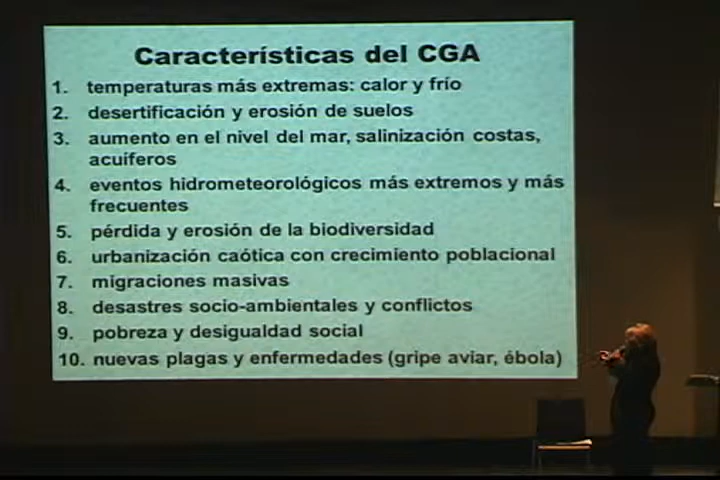 Características del CGA
1. temperaturas más extremas: calor y frío
2. desertificación y erosión de suelos
3. aumento en el nivel del mar, salinización costas,
acuíferos
4. eventos hidrometeorológicos más extremos y más
frecuentes
5. pérdida y erosión de la biodiversidad
6. urbanización caótica con crecimiento poblacional
7. migraciones masivas
8. desastres socio-ambientales y conflictos
9. pobreza y desigualdad social
10. nuevas plagas y enfermedades (gripe aviar, ébola)